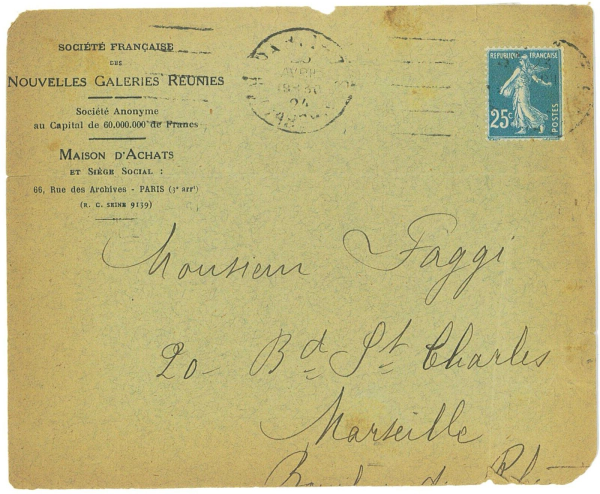 SOCIÉTÉ FRANÇAISE
DES
NOUVELLES GALERIES RÉUNIES
Société Anonyme
au Capital de 60.000.000 de Francs
MAISON D'ACHATS
ET SIÈGE SOCIAL :
66, Rue des Archives - PARIS (3e arrt)
(R. C. SEINE 9139)
AVRIL
24
REPUBLIQUE FRANÇAISE
25c
POSTES
Monsieur Faggi
20 - Bd St Charles
Marseille